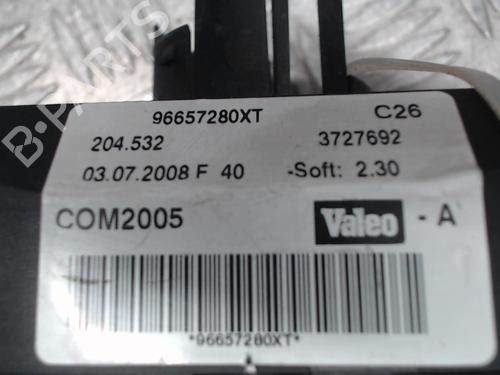 96657280XT C26
204.532 3727692
03.07.2008 F 40 -Soft: 2.30
COM2005 Valeo - A
*96657280XT*
B-PARTS